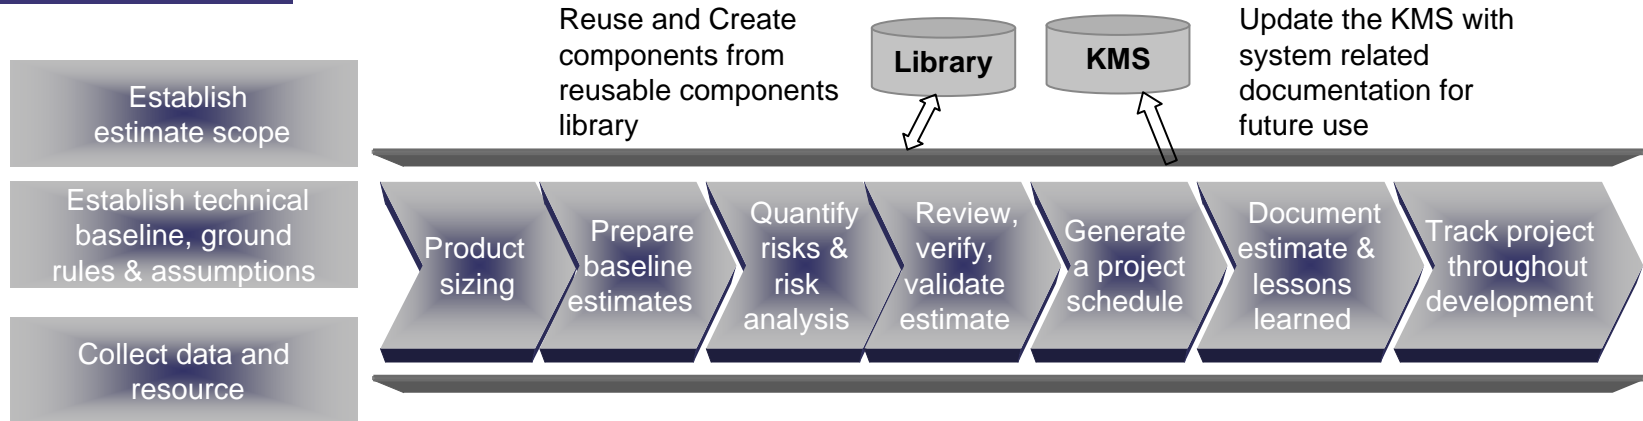 Reuse and Create
components from
reusable components
library
Library
KMS
Update the KMS with
system related
documentation for
future use
Establish
estimate scope
Establish technical
baseline, ground
rules & assumptions
Collect data and
resource
Product
sizing
Prepare
baseline
estimates
Quantify
risks &
risk
analysis
Review,
verify,
validate
estimate
Generate
a project
schedule
Document
estimate &
lessons
learned
Track project
throughout
development